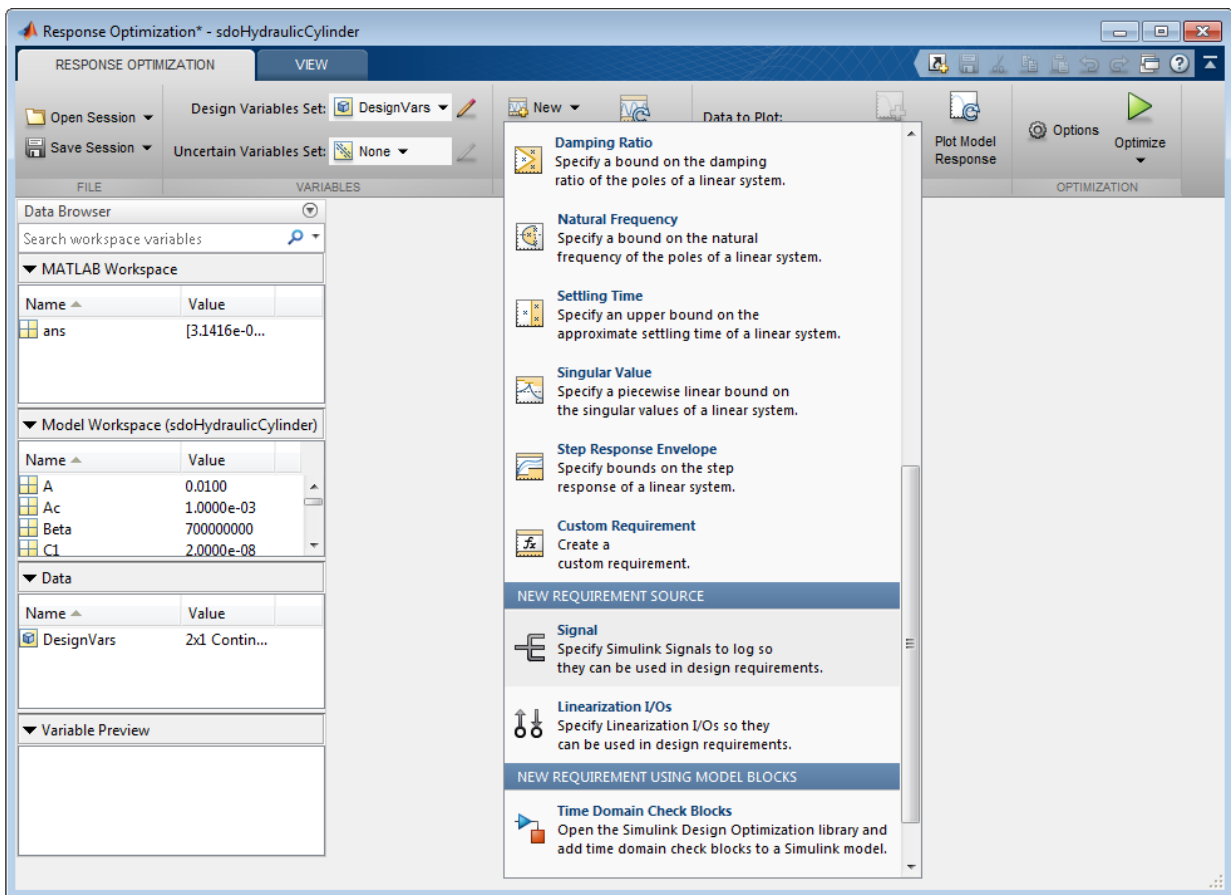 Response Optimization* - sdoHydraulicCylinder
RESPONSE OPTIMIZATION
VIEW
Open Session
Save Session
FILE
Design Variables Set:
DesignVars
Uncertain Variables Set:
None
VARIABLES
New
Data to Plot:
Plot Model
Response
Options
Optimize
OPTIMIZATION
Data Browser
Search workspace variables
MATLAB Workspace
Name Value
ans [3.1416e-0...
Model Workspace (sdoHydraulicCylinder)
Name Value
A 0.0100
Ac 1.0000e-03
Beta 700000000
C1 2.0000e-08
Data
Name Value
DesignVars 2x1 Contin...
Variable Preview
Damping Ratio
Specify a bound on the damping
ratio of the poles of a linear system.
Natural Frequency
Specify a bound on the natural
frequency of the poles of a linear system.
Settling Time
Specify an upper bound on the
approximate settling time of a linear system.
Singular Value
Specify a piecewise linear bound on
the singular values of a linear system.
Step Response Envelope
Specify bounds on the step
response of a linear system.
Custom Requirement
Create a
custom requirement.
NEW REQUIREMENT SOURCE
Signal
Specify Simulink Signals to log so
they can be used in design requirements.
Linearization I/Os
Specify Linearization I/Os so they
can be used in design requirements.
NEW REQUIREMENT USING MODEL BLOCKS
Time Domain Check Blocks
Open the Simulink Design Optimization library and
add time domain check blocks to a Simulink model.